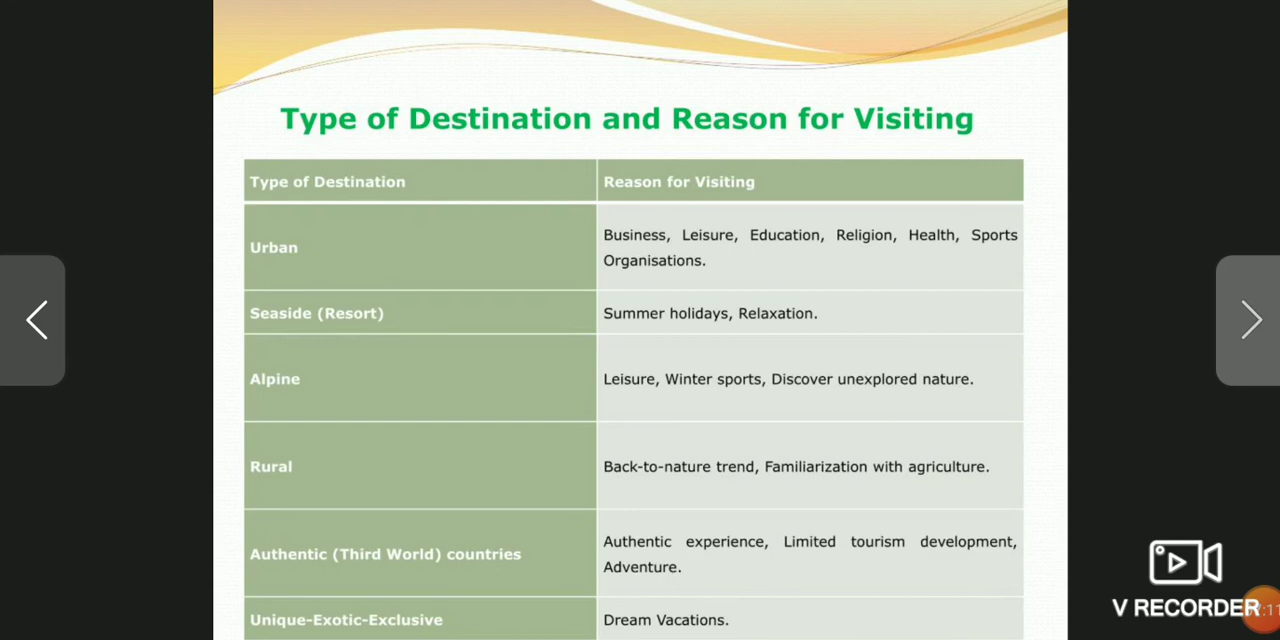 Type of Destination and Reason for Visiting
Type of Destination
Reason for Visiting
Urban
Business, Leisure, Education, Religion, Health, Sports
Organisations.
Seaside (Resort)
Summer holidays, Relaxation.
Alpine
Leisure, Winter sports, Discover unexplored nature.
Rural
Back-to-nature trend, Familiarization with agriculture.
Authentic (Third World) countries
Authentic experience, Limited tourism development,
Adventure.
Unique-Exotic-Exclusive
Dream Vacations.
V RECORDER